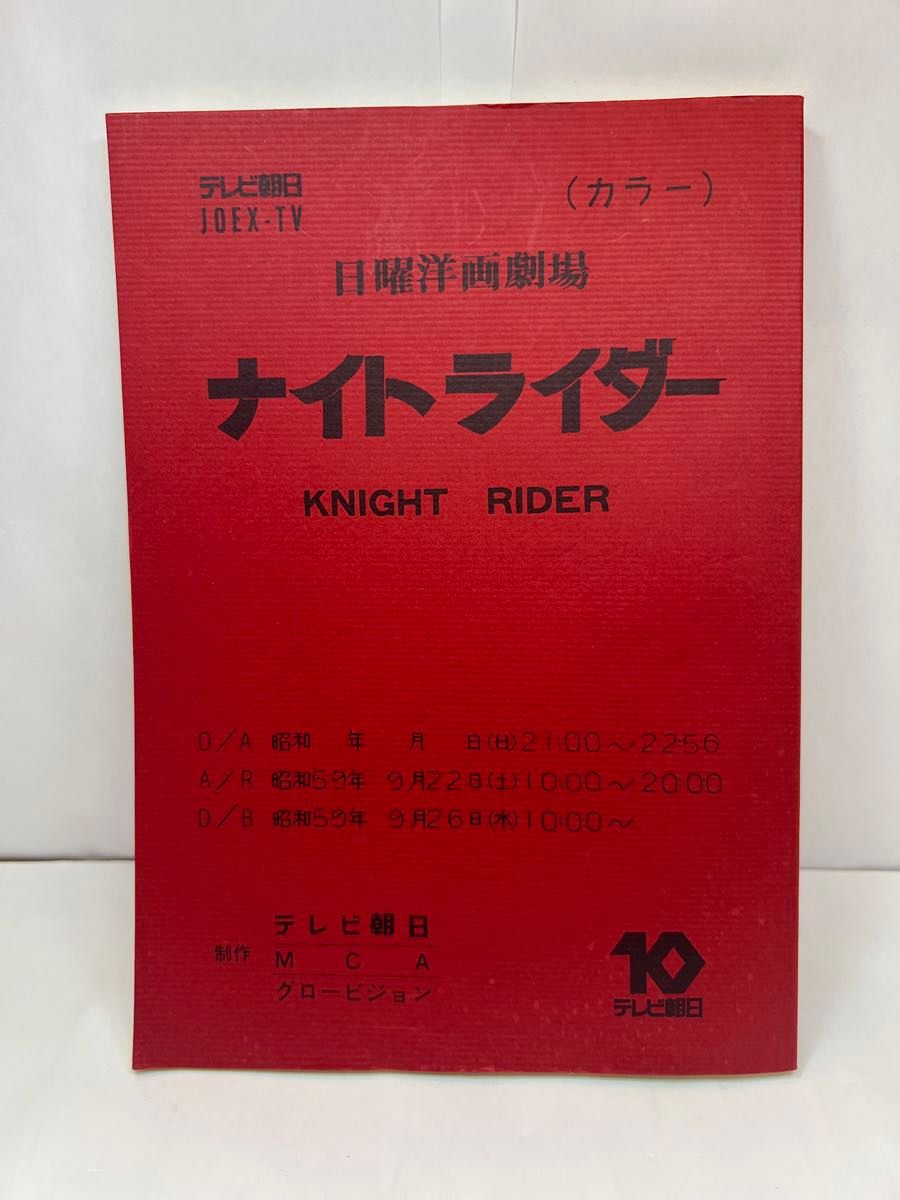 テレビ朝日
JOEX-TV
(カラー)
日曜洋画劇場
ナイトライダー
KNIGHT RIDER
O/A 昭和 年 月 日(日)21:00~22:56
A/R 昭和59年 9月22日(土)10:00~20:00
D/B 昭和59年 9月26日(水)10:00~
制作
テレビ朝日
M C A
グロービジョン
10
テレビ朝日